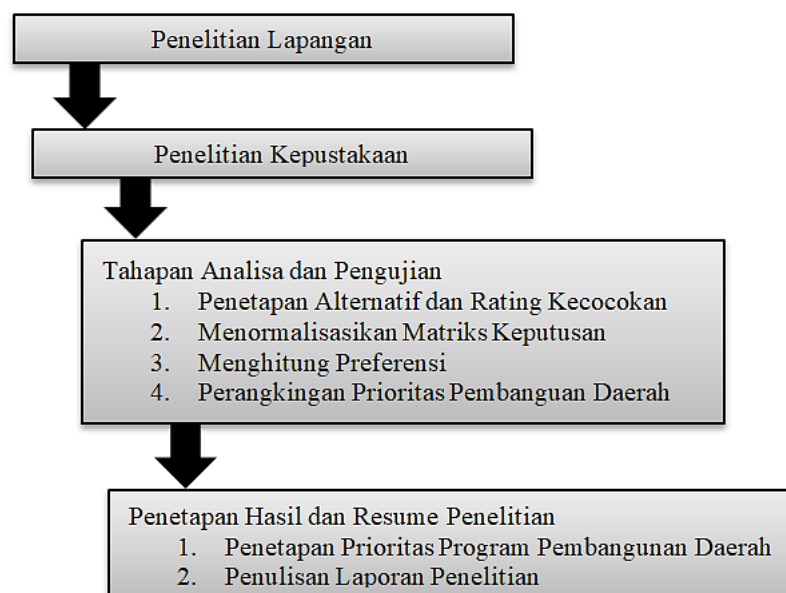 Penelitian Lapangan
Penelitian Kepustakaan
Tahapan Analisa dan Pengujian
1. Penetapan Alternatif dan Rating Kecocokan
2. Menormalisasikan Matriks Keputusan
3. Menghitung Preferensi
4. Perangkingan Prioritas Pembanguan Daerah
Penetapan Hasil dan Resume Penelitian
1. Penetapan Prioritas Program Pembangunan Daerah
2. Penulisan Laporan Penelitian